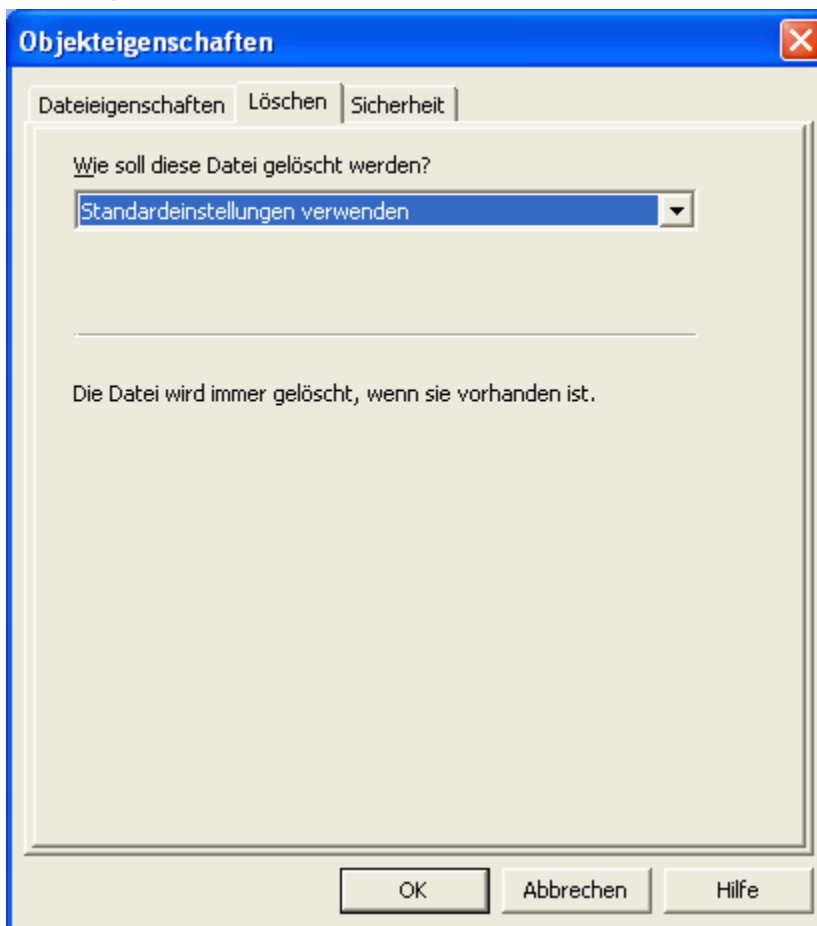 Objekteigenschaften
Dateieigenschaften Löschen Sicherheit
Wie soll diese Datei gelöscht werden?
Standardeinstellungen verwenden
Die Datei wird immer gelöscht, wenn sie vorhanden ist.
OK Abbrechen Hilfe